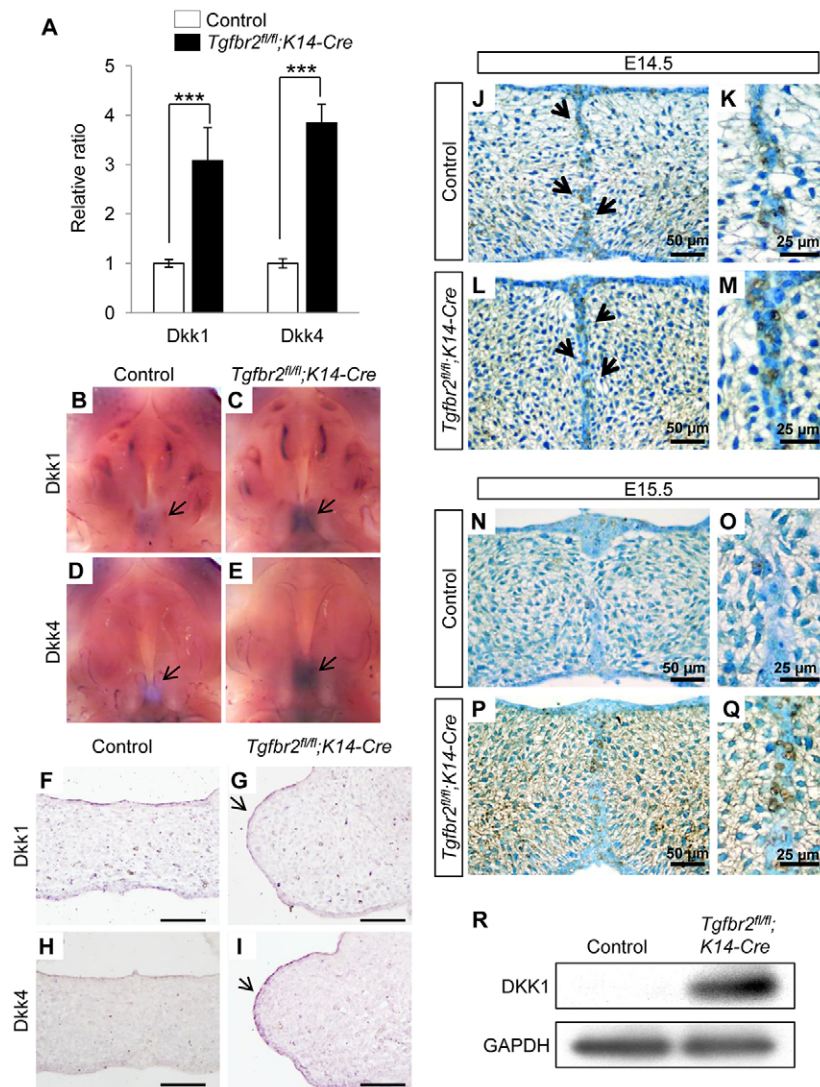 A
Control
Tgfbr2fl/fl;K14-Cre
Relative ratio
5
4
3
2
1
0
***
***
Dkk1
Dkk4
Control
Tgfbr2fl/fl;K14-Cre
Dkk1
B
C
Dkk4
D
E
Control
Tgfbr2fl/fl;K14-Cre
Dkk1
F
G
Dkk4
H
I
E14.5
Control
J
50 µm
K
25 µm
Tgfbr2fl/fl;K14-Cre
L
50 µm
M
25 µm
E15.5
Control
N
50 µm
O
25 µm
Tgfbr2fl/fl;K14-Cre
P
50 µm
Q
25 µm
R
Control
Tgfbr2fl/fl;
K14-Cre
DKK1
GAPDH